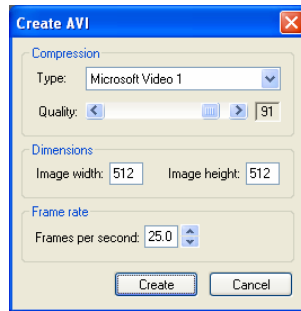 Create AVI
Compression
Type: Microsoft Video 1
Quality: 91
Dimensions
Image width: 512 Image height: 512
Frame rate
Frames per second: 25.0
Create Cancel